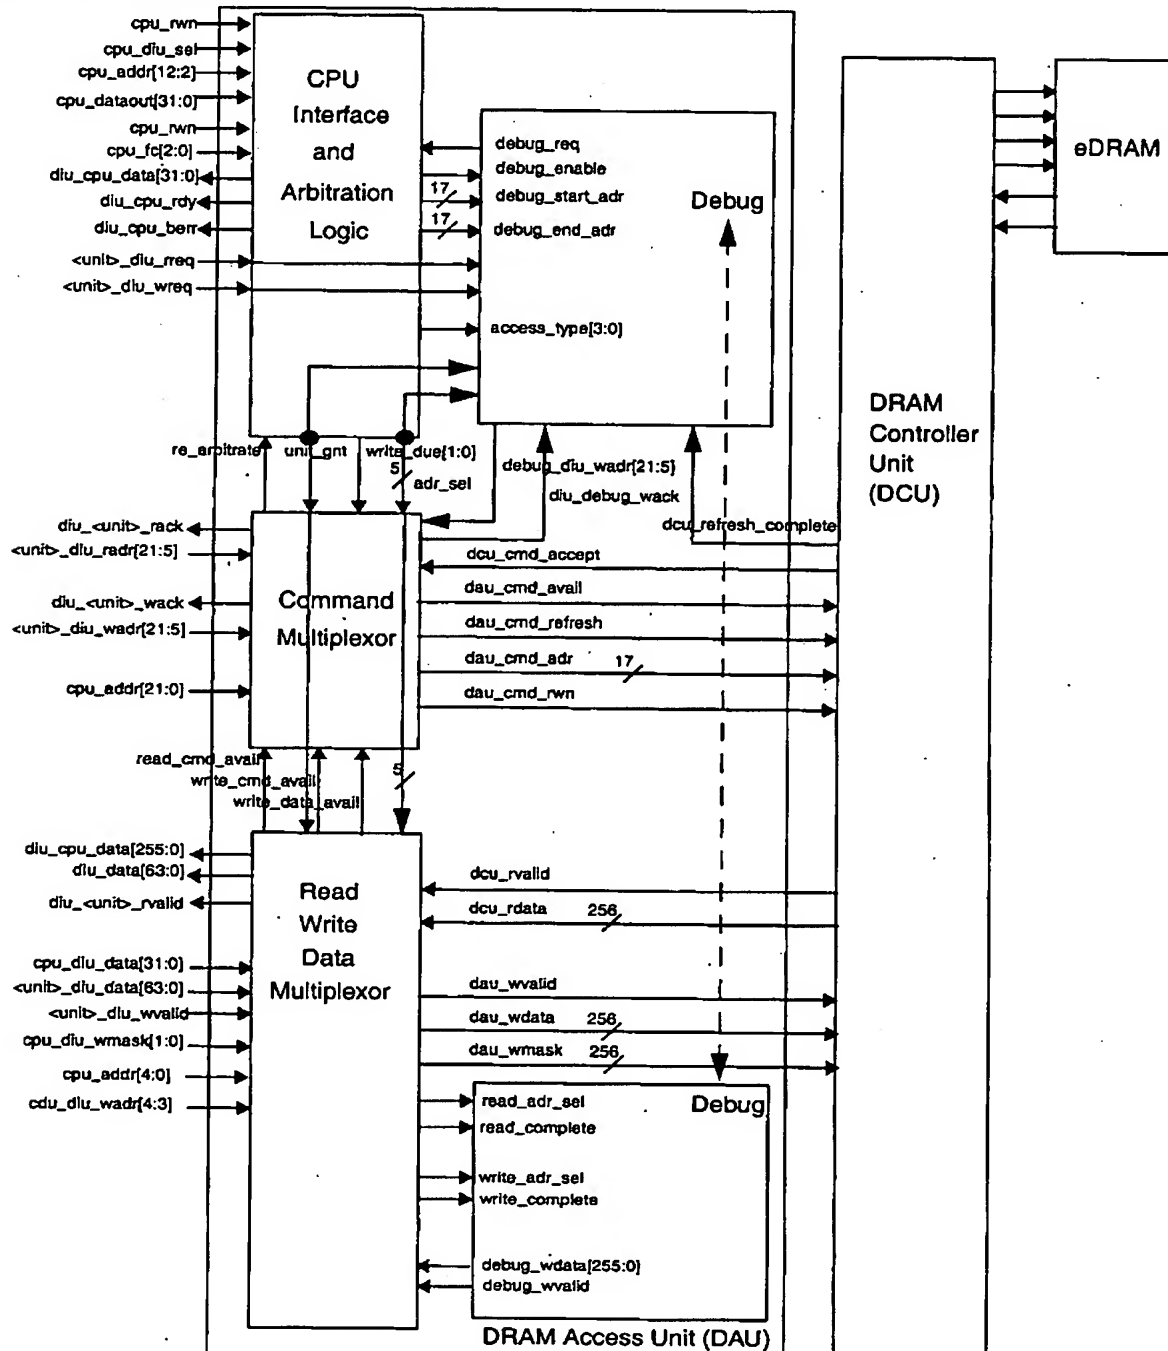 cpu_rwn
cpu_diu_sel
cpu_addr[12:2]
cpu_dataout[31:0]
cpu_rwn
cpu_fc[2:0]
diu_cpu_data[31:0]
diu_cpu_rdy
diu_cpu_berr
<unit>_diu_rreq
<unit>_diu_wreq
CPU
Interface
and
Arbitration
Logic
debug_req
debug_enable
17
debug_start_adr
17
debug_end_adr
access_type[3:0]
Debug
DRAM
Controller
Unit
(DCU)
eDRAM
re_arbitrate
unit_gnt
write_due[1:0]
5
adr_sel
debug_diu_wadr[21:5]
diu_debug_wack
dcu_refresh_complete
diu_<unit>_rack
<unit>_diu_radr[21:5]
diu_<unit>_wack
<unit>_diu_wadr[21:5]
cpu_addr[21:0]
Command
Multiplexor
dcu_cmd_accept
dau_cmd_avail
dau_cmd_refresh
dau_cmd_adr
17
dau_cmd_rwn
read_cmd_avail
write_cmd_avail
write_data_avail
5
diu_cpu_data[255:0]
diu_data[63:0]
diu_<unit>_rvalid
cpu_diu_data[31:0]
<unit>_diu_data[63:0]
<unit>_diu_wvalid
cpu_diu_wmask[1:0]
cpu_addr[4:0]
cdu_diu_wadr[4:3]
Read
Write
Data
Multiplexor
dcu_rvalid
dcu_rdata
256
dau_wvalid
dau_wdata
256
dau_wmask
256
read_adr_sel
Debug
read_complete
write_adr_sel
write_complete
debug_wdata[255:0]
debug_wvalid
DRAM Access Unit (DAU)